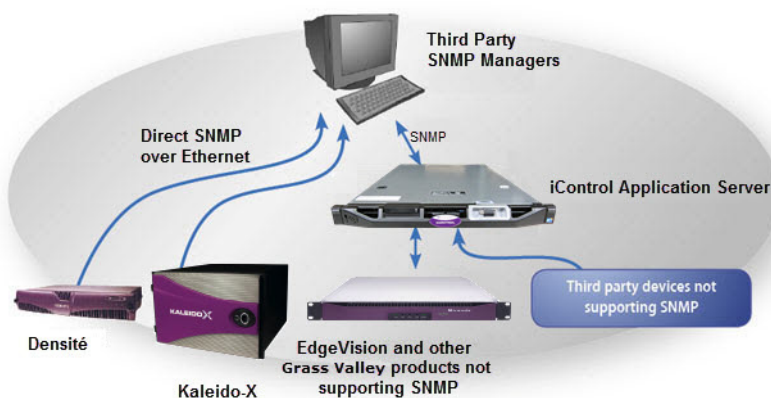 Third Party
SNMP Managers
Direct SNMP
over Ethernet
SNMP
iControl Application Server
Third party devices not
supporting SNMP
KALEIDOX
Densité
EdgeVision and other
Grass Valley products not
supporting SNMP
Kaleido-X